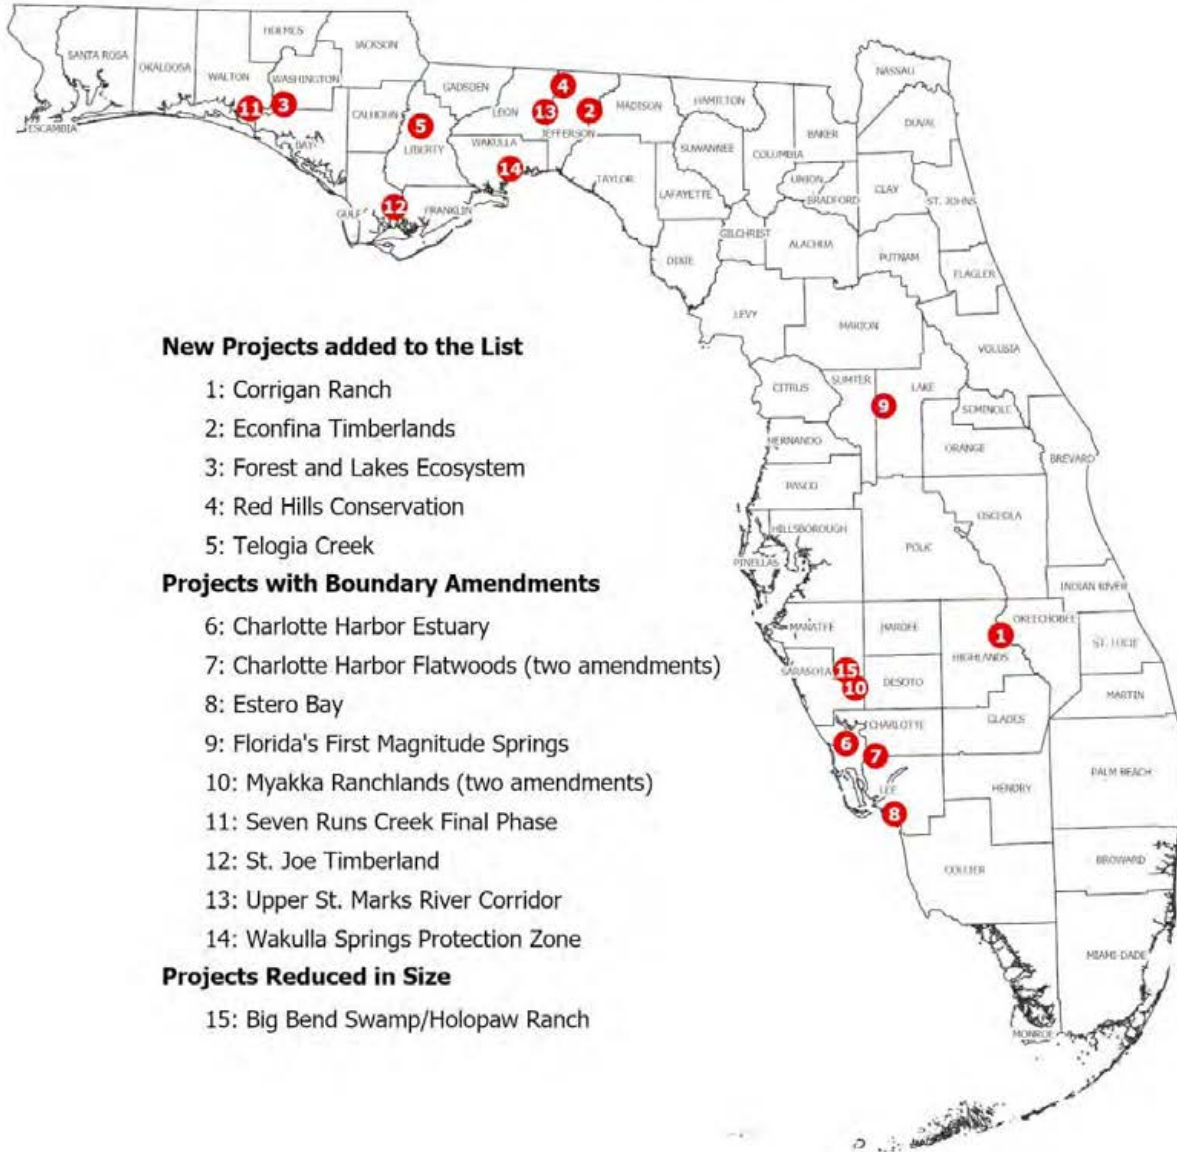 HOLMES
JACKSON
SANTA ROSA
OKALOOSA
WALTON
WASHINGTON
ESCAMBIA
BAY
CALHOUN
GADSDEN
LEON
LIBERTY
WAKULLA
JEFFERSON
MADISON
HAMILTON
TAYLOR
GULF
FRANKLIN
SUWANNEE
LAFAYETTE
COLUMBIA
BAKER
NASSAU
DUVAL
UNION
BRADFORD
CLAY
ST. JOHNS
GILCHRIST
ALACHUA
PUTNAM
FLAGLER
DIXIE
LEVY
MARION
VOLUSIA
CITRUS
SUMTER
LAKE
SEMINOLE
HERNANDO
ORANGE
BREVARD
PASCO
HILLSBOROUGH
PINELLAS
POLK
OSCEOLA
INDIAN RIVER
MANATEE
HARDEE
OKEECHOBEE
HIGHLANDS
ST. LUCIE
SARASOTA
DESOTO
MARTIN
CHARLOTTE
GLADES
LEE
HENDRY
PALM BEACH
COLLIER
BROWARD
MIAMI-DADE
MONROE
11
3
5
4
13
2
14
12
9
1
15
10
6
7
8
New Projects added to the List
1: Corrigan Ranch
2: Econfina Timberlands
3: Forest and Lakes Ecosystem
4: Red Hills Conservation
5: Telogia Creek
Projects with Boundary Amendments
6: Charlotte Harbor Estuary
7: Charlotte Harbor Flatwoods (two amendments)
8: Estero Bay
9: Florida's First Magnitude Springs
10: Myakka Ranchlands (two amendments)
11: Seven Runs Creek Final Phase
12: St. Joe Timberland
13: Upper St. Marks River Corridor
14: Wakulla Springs Protection Zone
Projects Reduced in Size
15: Big Bend Swamp/Holopaw Ranch